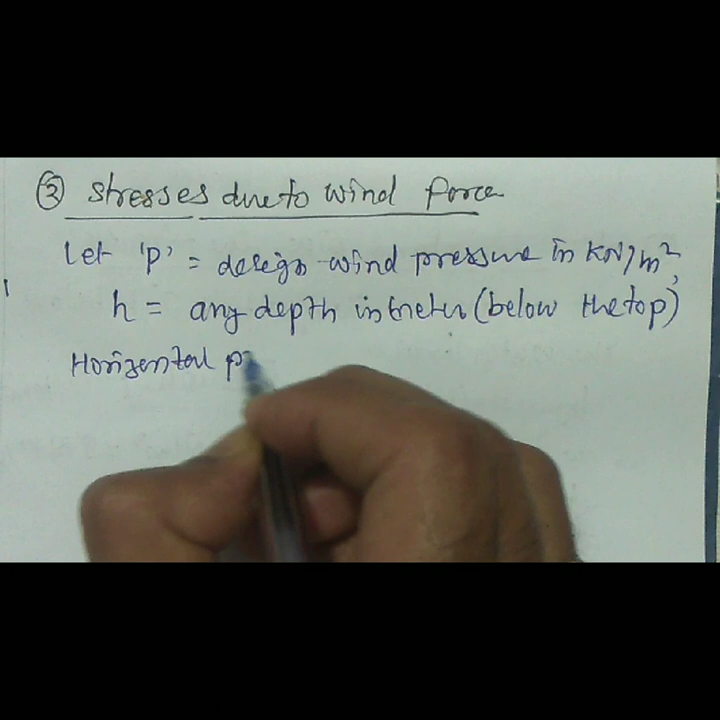 ② Stresses due to wind force
Let 'p' = design wind pressure in KN/m²,
h = any depth in meter (below the top)
Horizontal p